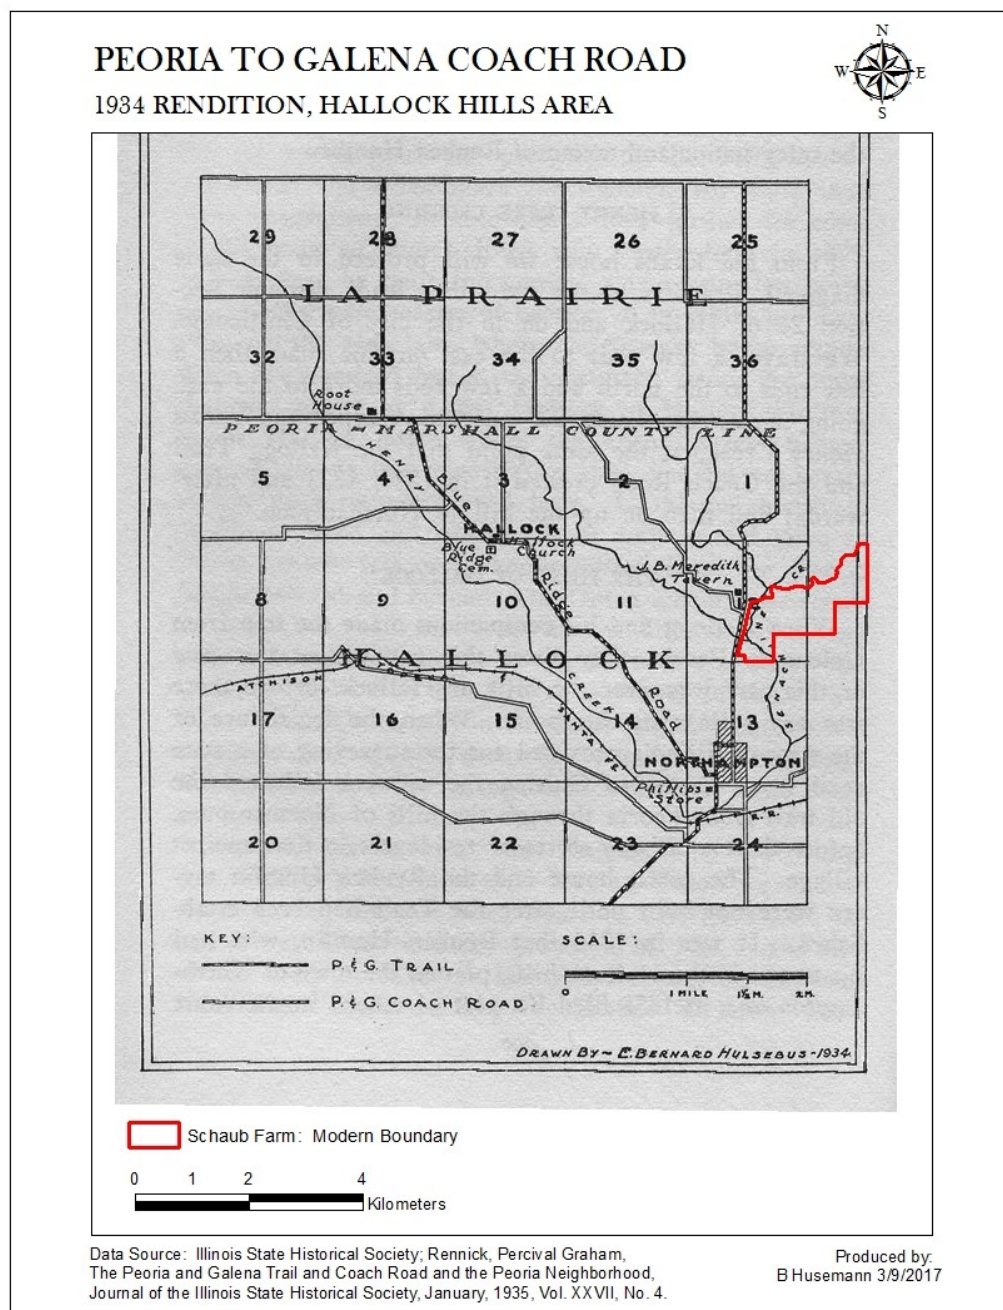 PEORIA TO GALENA COACH ROAD
1934 RENDITION, HALLOCK HILLS AREA
N
W E
S
29 28 27 26 25
LA PRAIRIE
32 33 34 35 36
Root
House
PEORIA - MARSHALL COUNTY LINE
HENRY
5 4 3 2 1
Blue
HALLOCK
Hallock
Church
Blue
Ridge
Cem.
J.B. Meredith
Tavern
CR.
8 9 10 11 12
Ridge
SENACHWINE
HALLOCK
ATCHISON
CREEK
Road
17 16 15 14 13
SANTA FE
NORTHAMPTON
Phillips
Store
R.R.
20 21 22 23 24
KEY:
P. & G. TRAIL
P. & G. COACH ROAD
SCALE:
0 1 MILE 1½ M. 2 M.
DRAWN BY ~ E. BERNARD HULSEBUS - 1934
Schaub Farm: Modern Boundary
0 1 2 4
Kilometers
Data Source: Illinois State Historical Society; Rennick, Percival Graham,
The Peoria and Galena Trail and Coach Road and the Peoria Neighborhood,
Journal of the Illinois State Historical Society, January, 1935, Vol. XXVII, No. 4.
Produced by:
B Husemann 3/9/2017